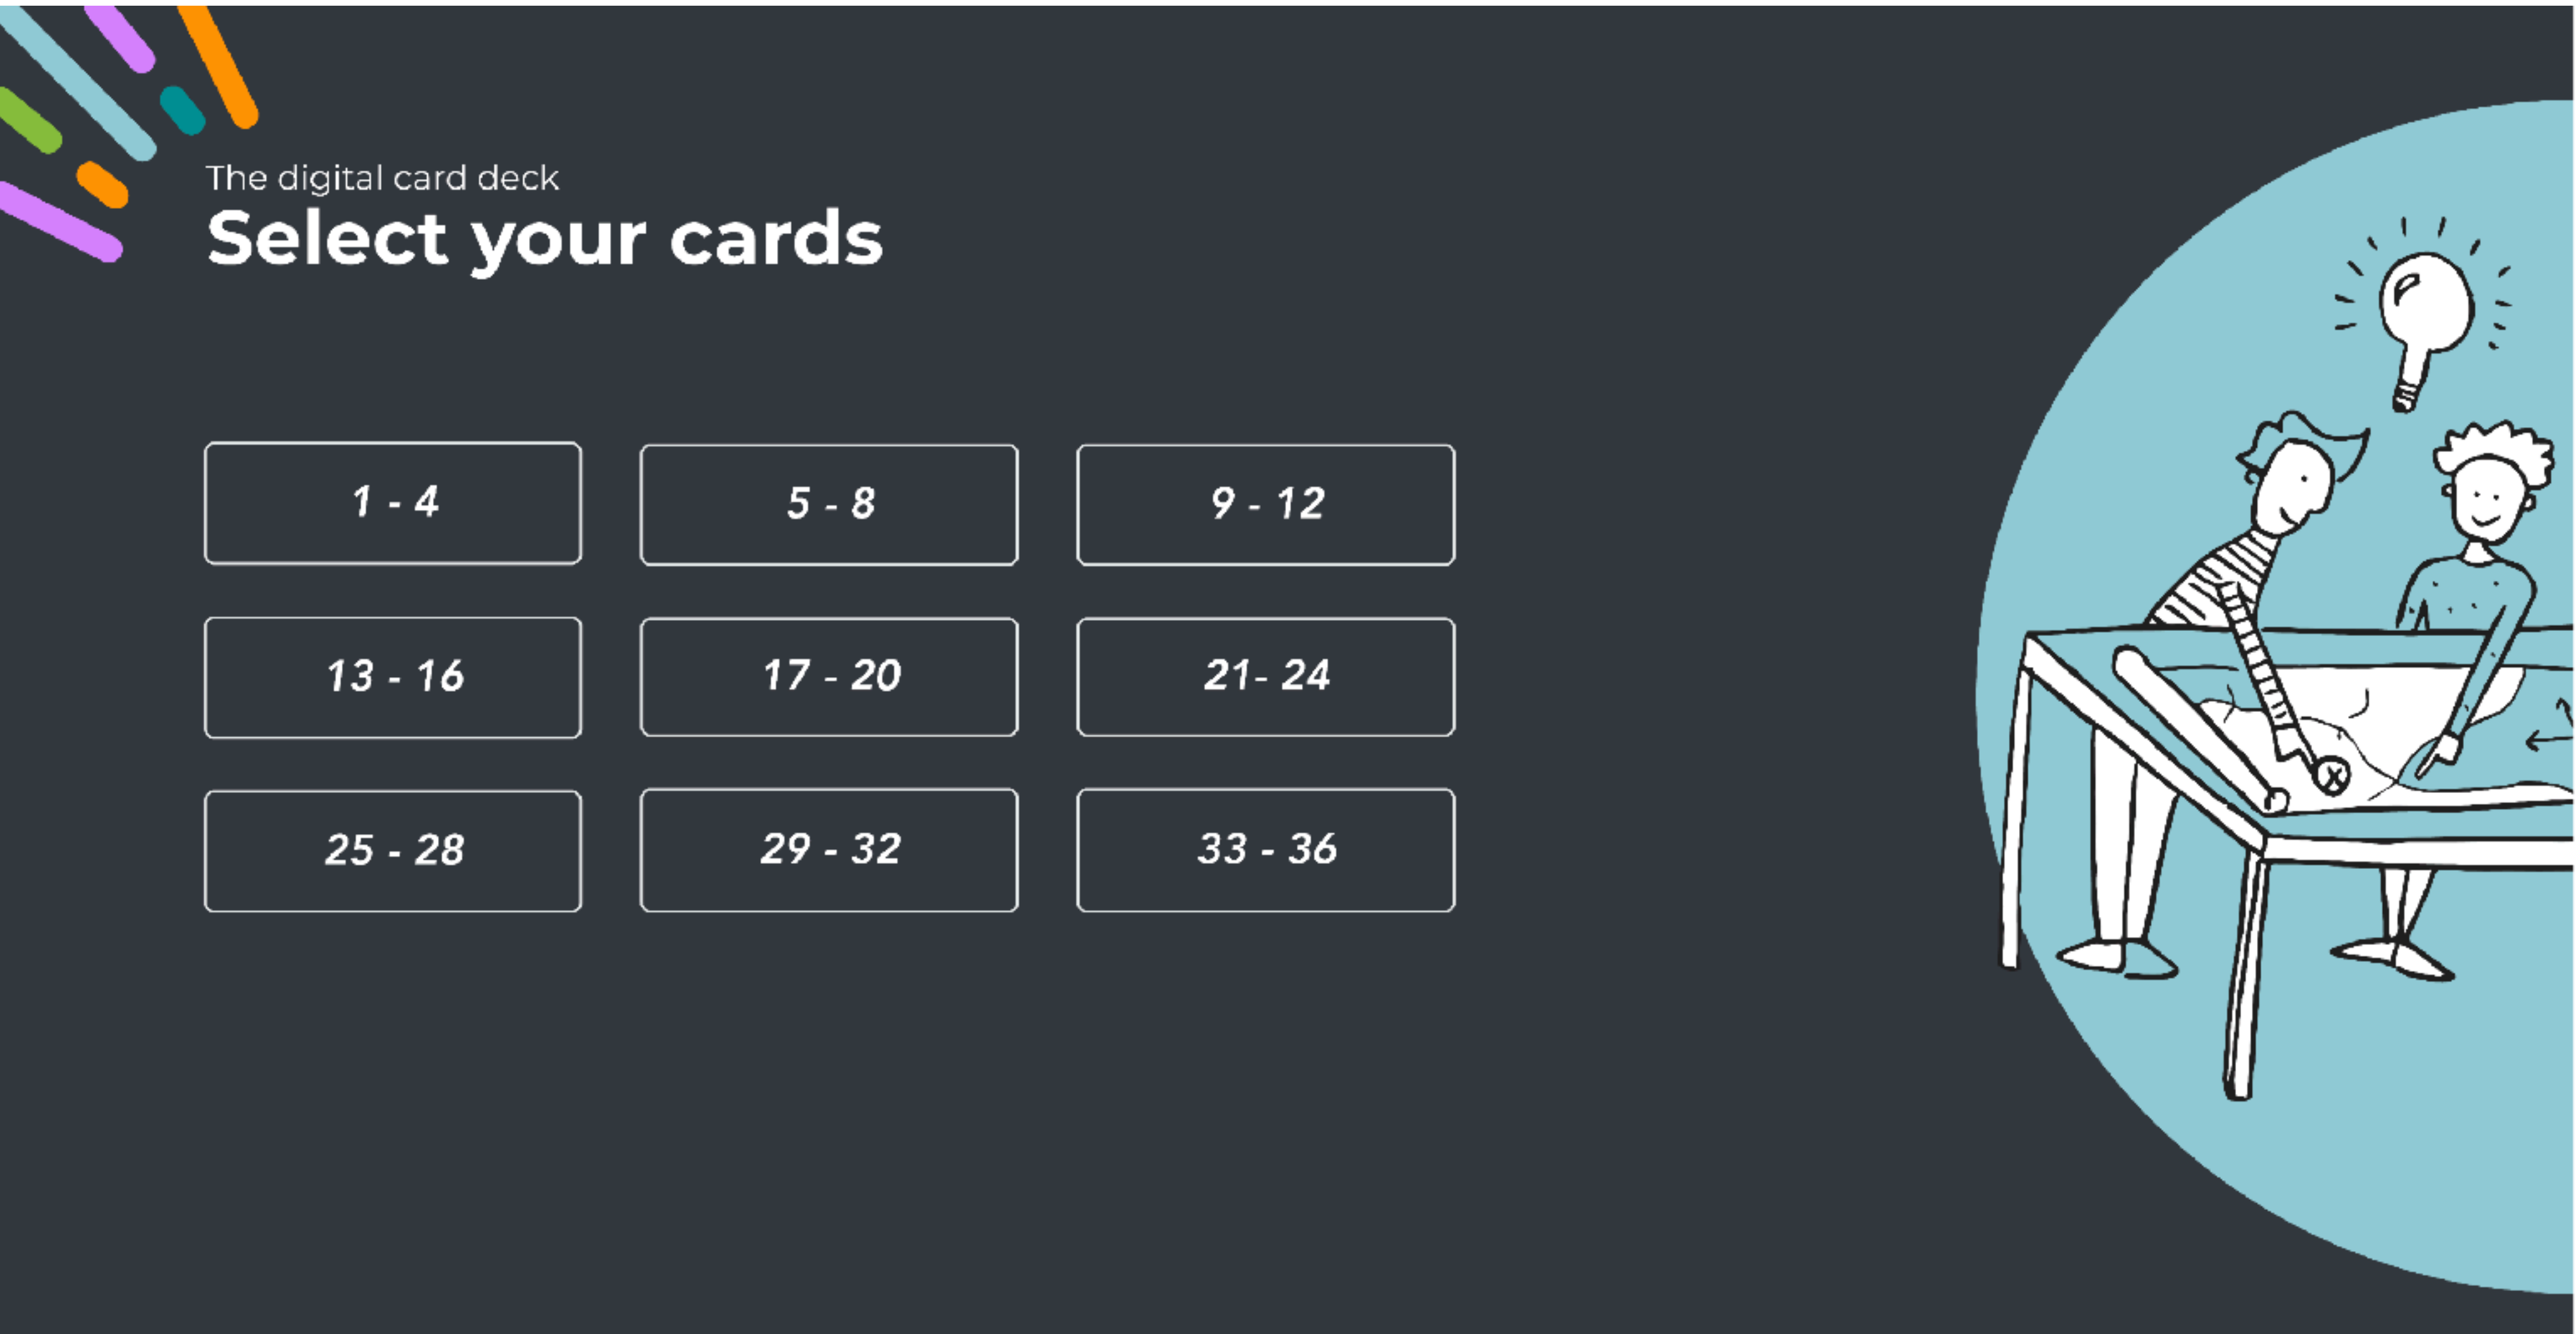 The digital card deck
Select your cards
1 - 4
5 - 8
9 - 12
13 - 16
17 - 20
21- 24
25 - 28
29 - 32
33 - 36